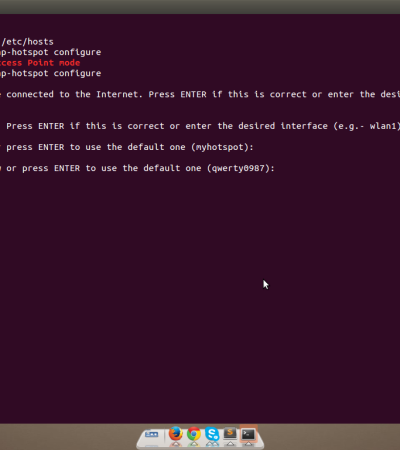 /etc/hosts
ap-hotspot configure
ccess Point mode
ap-hotspot configure
connected to the Internet. Press ENTER if this is correct or enter the desi
. Press ENTER if this is correct or enter the desired interface (e.g.- wlan1)
press ENTER to use the default one (myhotspot):
or press ENTER to use the default one (qwerty0987):